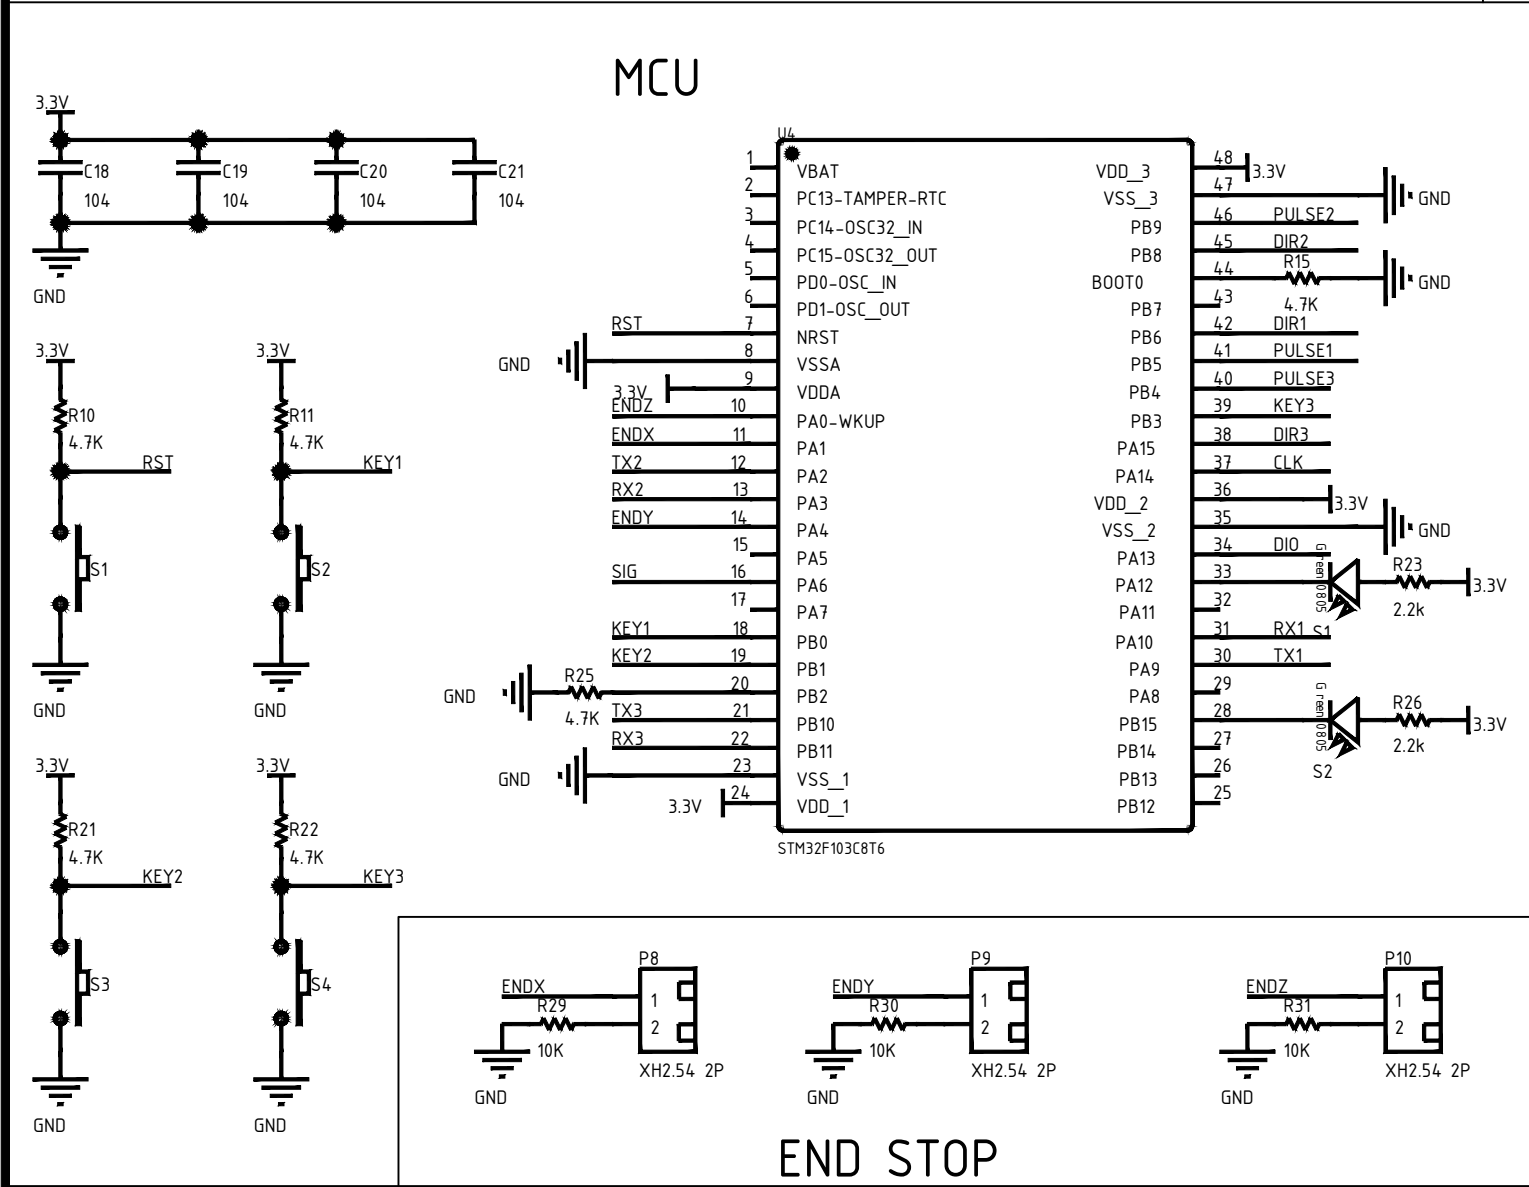 MCU
3.3V
C18
104
C19
104
C20
104
C21
104
GND
3.3V
R10
4.7K
RST
S1
GND
3.3V
R11
4.7K
KEY1
S2
GND
3.3V
R21
4.7K
KEY2
S3
GND
3.3V
R22
4.7K
KEY3
S4
GND
U4
1 VBAT
2 PC13-TAMPER-RTC
3 PC14-OSC32_IN
4 PC15-OSC32_OUT
5 PD0-OSC_IN
6 PD1-OSC_OUT
RST 7 NRST
GND 8 VSSA
3.3V 9 VDDA
ENDZ 10 PA0-WKUP
ENDX 11 PA1
TX2 12 PA2
RX2 13 PA3
ENDY 14 PA4
15 PA5
SIG 16 PA6
17 PA7
KEY1 18 PB0
KEY2 19 PB1
GND R25 4.7K 20 PB2
TX3 21 PB10
RX3 22 PB11
GND 23 VSS_1
3.3V 24 VDD_1
VDD_3 48 3.3V
VSS_3 47 GND
PB9 46 PULSE2
PB8 45 DIR2
BOOT0 44 R15 4.7K GND
PB7 43
PB6 42 DIR1
PB5 41 PULSE1
PB4 40 PULSE3
PB3 39 KEY3
PA15 38 DIR3
PA14 37 CLK
VDD_2 36 3.3V
VSS_2 35 GND
PA13 34 DIO
PA12 33 Green 0805 S1 R23 2.2k 3.3V
PA11 32
PA10 31 RX1
PA9 30 TX1
PA8 29
PB15 28 Green 0805 S2 R26 2.2k 3.3V
PB14 27
PB13 26
PB12 25
STM32F103C8T6
P8
ENDX 1
R29 2
10K
XH2.54 2P
GND
P9
ENDY 1
R30 2
10K
XH2.54 2P
GND
P10
ENDZ 1
R31 2
10K
XH2.54 2P
GND
END STOP